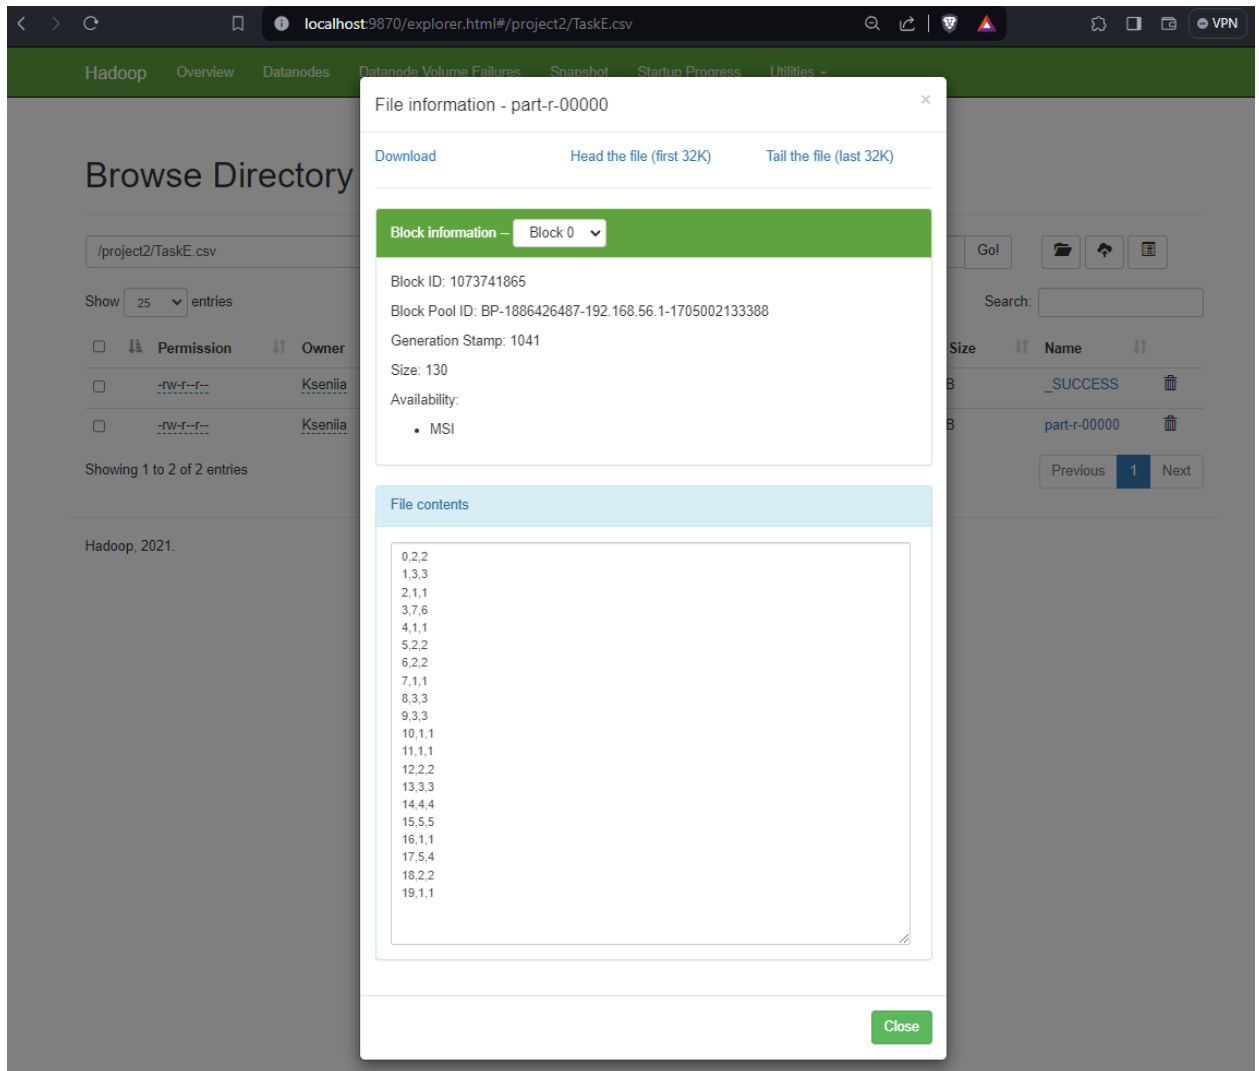 localhost:9870/explorer.html#/project2/TaskE.csv
VPN
Hadoop Overview Datanodes Datanode Volume Failures Snapshot Startup Progress Utilities
File information - part-r-00000
×
Download Head the file (first 32K) Tail the file (last 32K)
Browse Directory
Block information -- Block 0
/project2/TaskE.csv
Go!
Block ID: 1073741865
Show 25 entries
Search:
Block Pool ID: BP-1886426487-192.168.56.1-1705002133388
Generation Stamp: 1041
Permission Owner Size Name
Size: 130
-rw-r--r-- Kseniia B _SUCCESS
Availability:
-rw-r--r-- Kseniia B part-r-00000
• MSI
Showing 1 to 2 of 2 entries
Previous 1 Next
File contents
Hadoop, 2021.
0,2,2
1,3,3
2,1,1
3,7,6
4,1,1
5,2,2
6,2,2
7,1,1
8,3,3
9,3,3
10,1,1
11,1,1
12,2,2
13,3,3
14,4,4
15,5,5
16,1,1
17,5,4
18,2,2
19,1,1
Close